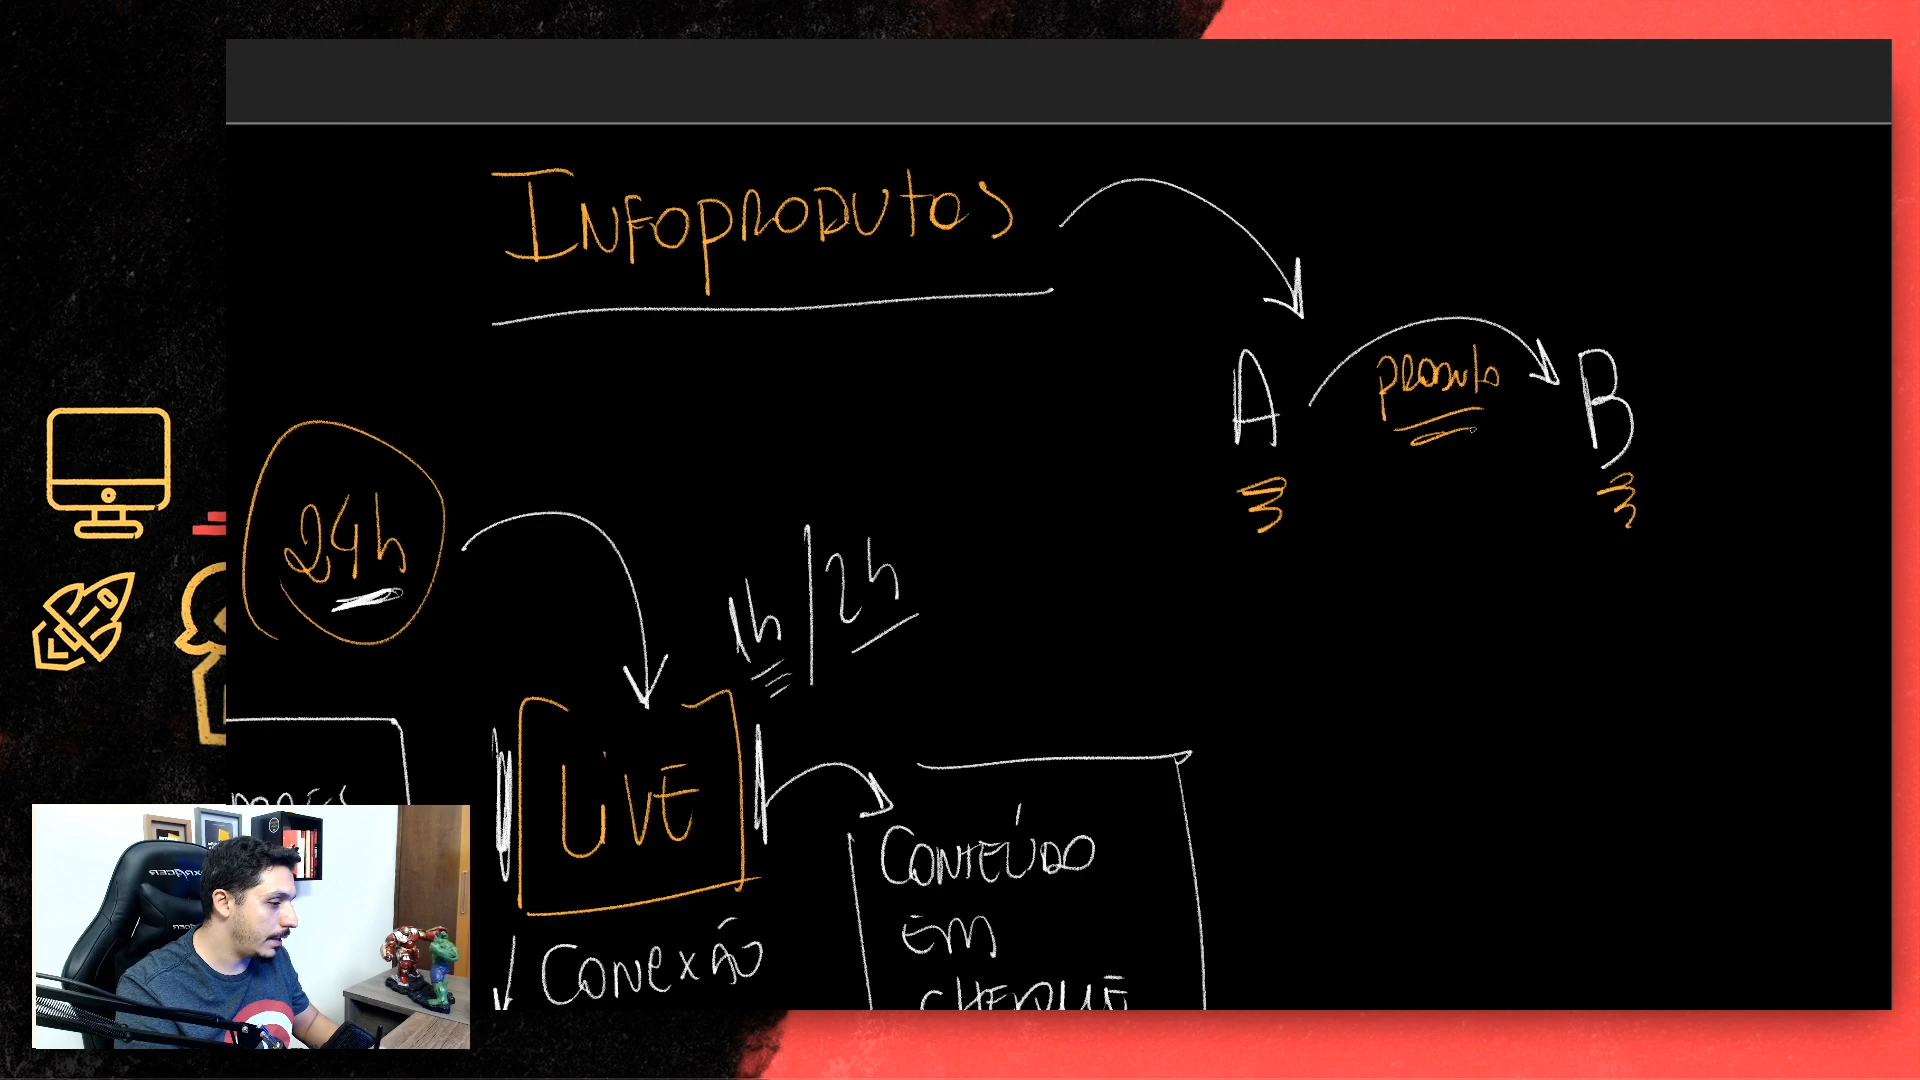 INFOPRODUTOS
A produto B
24h
1h / 2h
LiVE
CONTEÚDO
EM
CONEXÃO